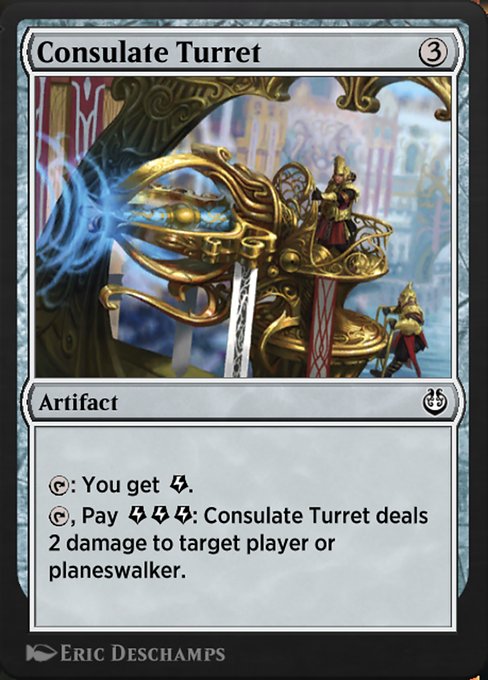 Consulate Turret 3
Artifact
: You get .
, Pay : Consulate Turret deals
2 damage to target player or
planeswalker.
Eric Deschamps